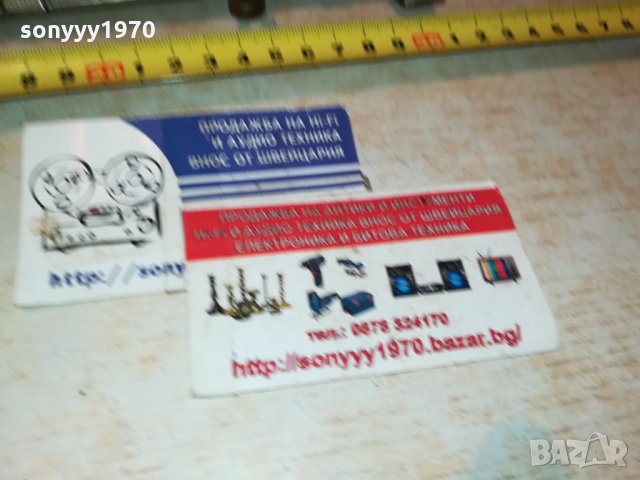 sonyyy1970
ПРОДАЖБА НА HI-FI
И АУДИО ТЕХНИКА
ВНОС ОТ ШВЕЙЦАРИЯ
http://sony
ПРОДАЖБА НА АНТИКИ И ИНСТРУМЕНТИ
HI-FI И АУДИО ТЕХНИКА ВНОС ОТ ШВЕЙЦАРИЯ
ЕЛЕКТРОНИКА И БИТОВА ТЕХНИКА
тел.: 0878 524170
http://sonyyy1970.bazar.bg/
BAZAR
bg